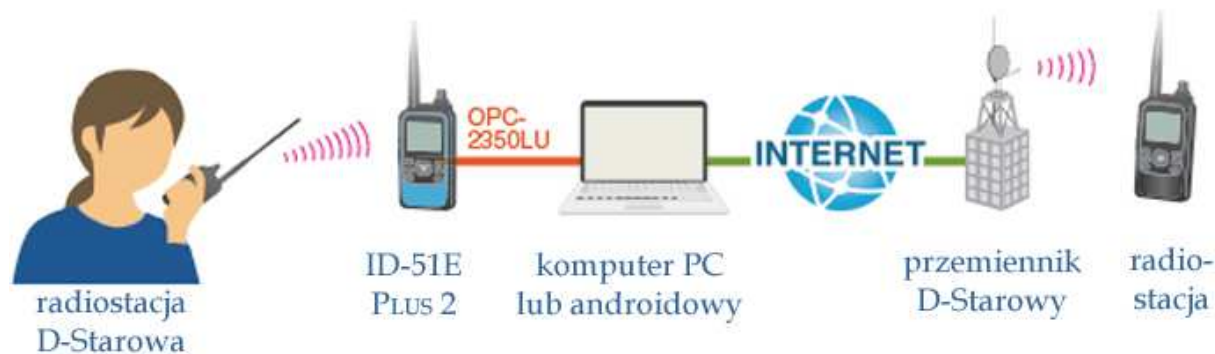 OPC-
2350LU
INTERNET
radiostacja
D-Starowa
ID-51E
PLUS 2
komputer PC
lub androidowy
przemiennik
D-Starowy
radio-
stacja